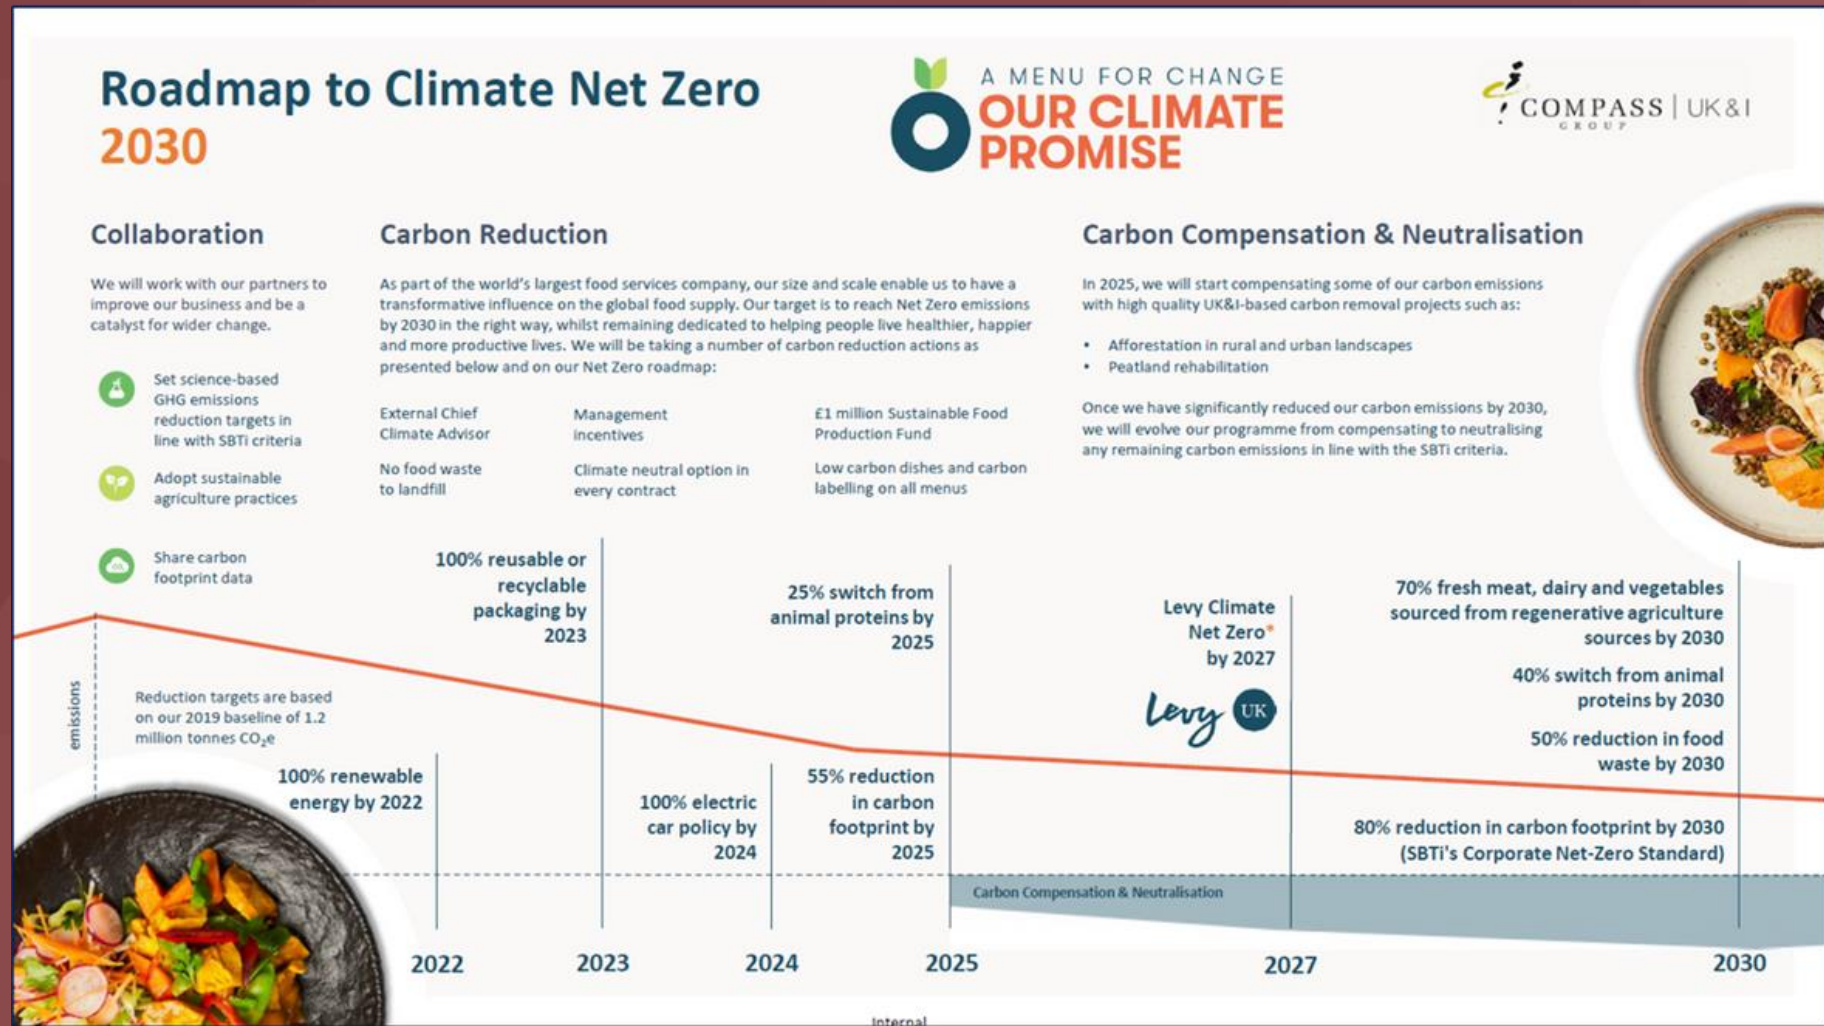 Roadmap to Climate Net Zero
2030
A MENU FOR CHANGE
OUR CLIMATE
PROMISE
COMPASS | UK&I
GROUP
Collaboration
We will work with our partners to
improve our business and be a
catalyst for wider change.
Set science-based
GHG emissions
reduction targets in
line with SBTi criteria
Adopt sustainable
agriculture practices
Share carbon
footprint data
Carbon Reduction
As part of the world's largest food services company, our size and scale enable us to have a
transformative influence on the global food supply. Our target is to reach Net Zero emissions
by 2030 in the right way, whilst remaining dedicated to helping people live healthier, happier
and more productive lives. We will be taking a number of carbon reduction actions as
presented below and on our Net Zero roadmap:
External Chief
Climate Advisor
Management
incentives
£1 million Sustainable Food
Production Fund
No food waste
to landfill
Climate neutral option in
every contract
Low carbon dishes and carbon
labelling on all menus
Carbon Compensation & Neutralisation
In 2025, we will start compensating some of our carbon emissions
with high quality UK&I-based carbon removal projects such as:
• Afforestation in rural and urban landscapes
• Peatland rehabilitation
Once we have significantly reduced our carbon emissions by 2030,
we will evolve our programme from compensating to neutralising
any remaining carbon emissions in line with the SBTi criteria.
emissions
Reduction targets are based
on our 2019 baseline of 1.2
million tonnes CO₂e
100% renewable
energy by 2022
100% reusable or
recyclable
packaging by
2023
100% electric
car policy by
2024
25% switch from
animal proteins by
2025
55% reduction
in carbon
footprint by
2025
Levy Climate
Net Zero*
by 2027
Levy UK
70% fresh meat, dairy and vegetables
sourced from regenerative agriculture
sources by 2030
40% switch from animal
proteins by 2030
50% reduction in food
waste by 2030
80% reduction in carbon footprint by 2030
(SBTi's Corporate Net-Zero Standard)
Carbon Compensation & Neutralisation
2022
2023
2024
2025
2027
2030
Internal